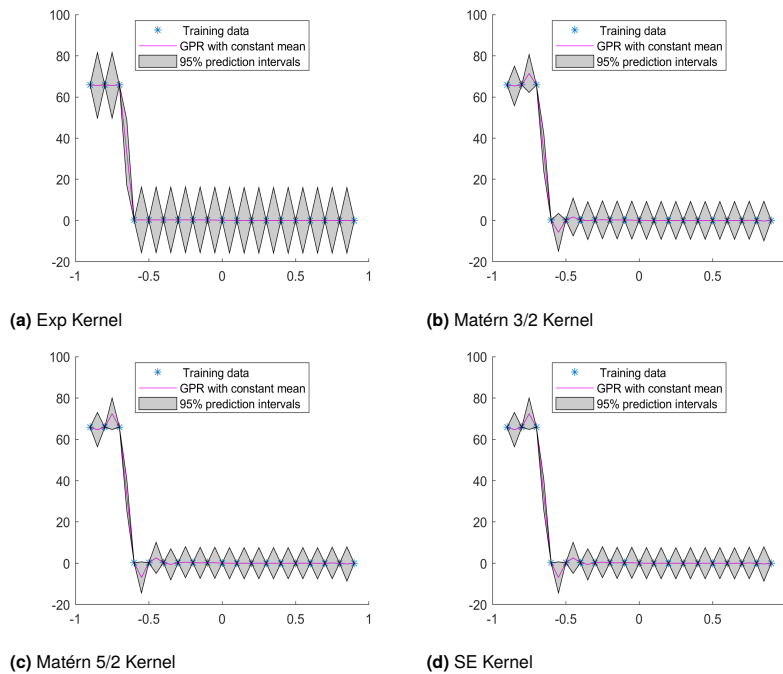 100
80
60
40
20
0
-20
-1
-0.5
0
0.5
1
Training data
GPR with constant mean
95% prediction intervals
(a) Exp Kernel
100
80
60
40
20
0
-20
-1
-0.5
0
0.5
Training data
GPR with constant mean
95% prediction intervals
(b) Matérn 3/2 Kernel
100
80
60
40
20
0
-20
-1
-0.5
0
0.5
1
Training data
GPR with constant mean
95% prediction intervals
(c) Matérn 5/2 Kernel
100
80
60
40
20
0
-20
-1
-0.5
0
0.5
Training data
GPR with constant mean
95% prediction intervals
(d) SE Kernel